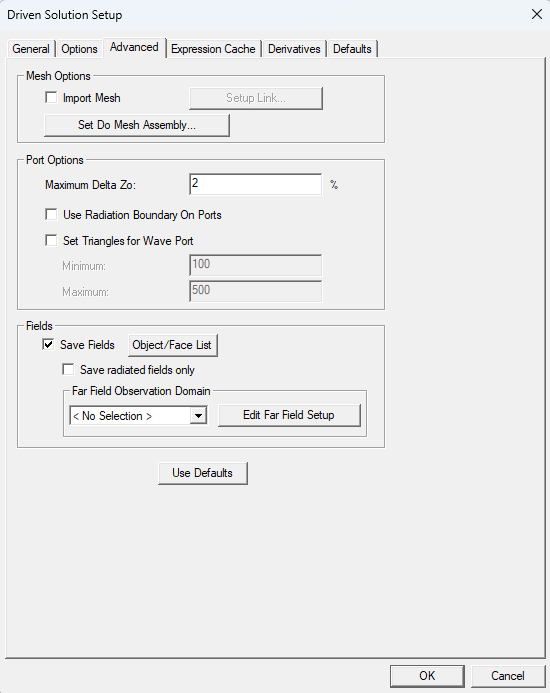 Driven Solution Setup
General Options Advanced Expression Cache Derivatives Defaults
Mesh Options
Import Mesh Setup Link...
Set Do Mesh Assembly...
Port Options
Maximum Delta Zo: 2 %
Use Radiation Boundary On Ports
Set Triangles for Wave Port
Minimum: 100
Maximum: 500
Fields
Save Fields Object/Face List
Save radiated fields only
Far Field Observation Domain
< No Selection > Edit Far Field Setup
Use Defaults
OK Cancel